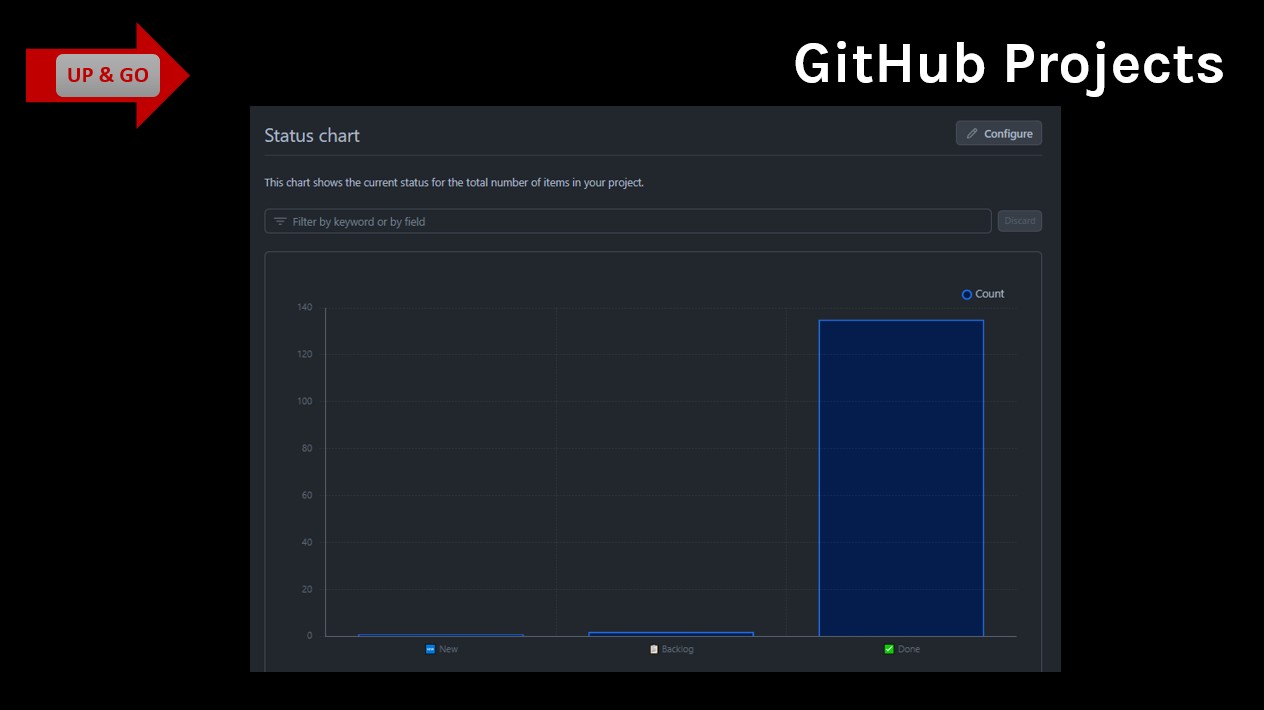 UP & GO
GitHub Projects
Status chart
Configure
This chart shows the current status for the total number of items in your project.
Filter by keyword or by field
Discard
Count
140
120
100
80
60
40
20
0
New
Backlog
Done